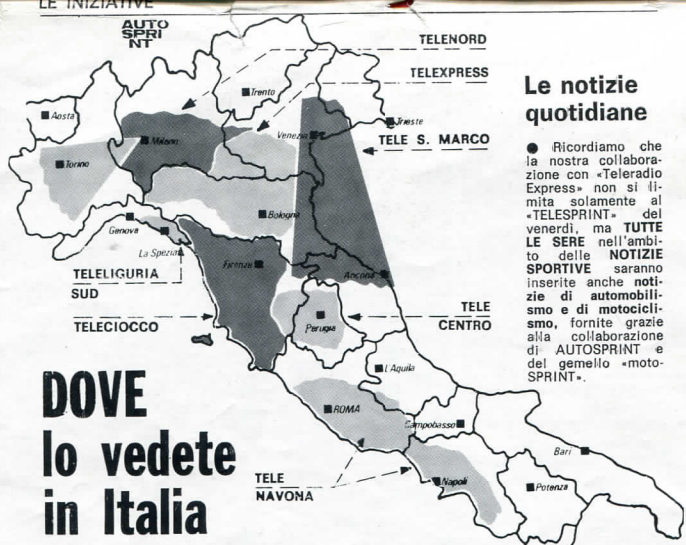 LE INIZIATIVE
AUTO
SPRI
NT
TELENORD
TELEXPRESS
TELE S. MARCO
Aosta
Trento
Trieste
Milano
Venezia
Torino
Bologna
Genova
La Spezia
Firenze
Ancona
TELELIGURIA
SUD
TELECIOCCO
TELE
CENTRO
Perugia
L'Aquila
ROMA
Campobasso
Bari
Napoli
Potenza
TELE
NAVONA
DOVE
lo vedete
in Italia
Le notizie
quotidiane
● Ricordiamo che
la nostra collabora-
zione con «Teleradio
Express» non si li-
mita solamente al
«TELESPRINT» del
venerdì, ma TUTTE
LE SERE nell'ambi-
to delle NOTIZIE
SPORTIVE saranno
inserite anche noti-
zie di automobili-
smo e di motocicli-
smo, fornite grazie
alla collaborazione
di AUTOSPRINT e
del gemello «moto-
SPRINT».